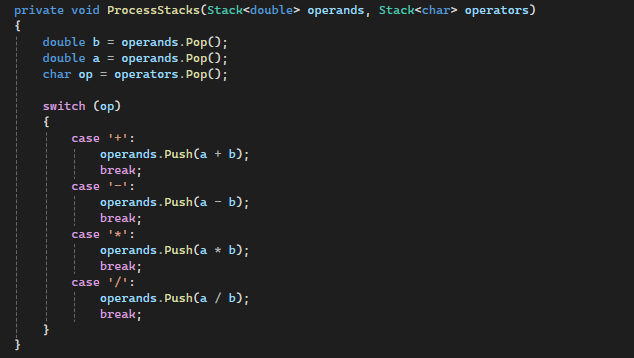 private void ProcessStacks(Stack<double> operands, Stack<char> operators)
{
    double b = operands.Pop();
    double a = operands.Pop();
    char op = operators.Pop();

    switch (op)
    {
        case '+':
            operands.Push(a + b);
            break;
        case '-':
            operands.Push(a - b);
            break;
        case '*':
            operands.Push(a * b);
            break;
        case '/':
            operands.Push(a / b);
            break;
    }
}